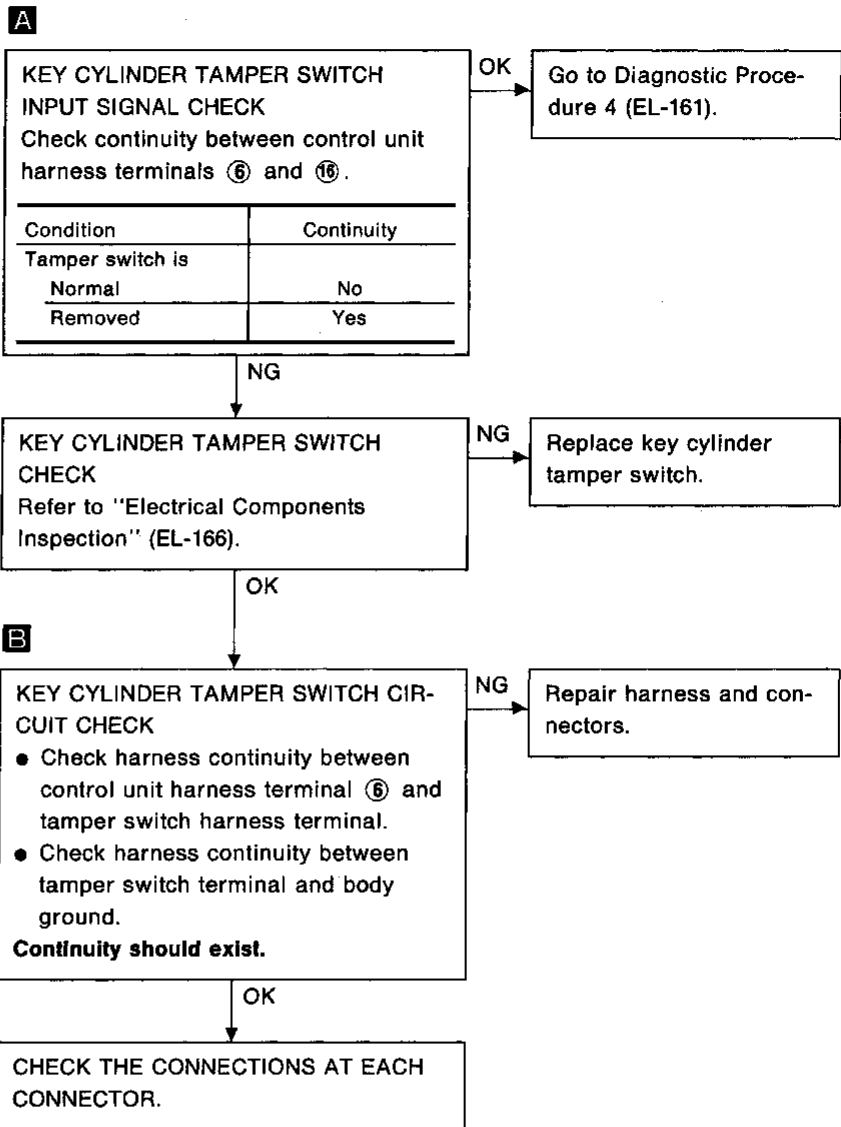 A
KEY CYLINDER TAMPER SWITCH
INPUT SIGNAL CHECK
Check continuity between control unit
harness terminals ⑥ and ⑯.
Condition Continuity
Tamper switch is
Normal No
Removed Yes
OK
Go to Diagnostic Proce-
dure 4 (EL-161).
NG
KEY CYLINDER TAMPER SWITCH
CHECK
Refer to "Electrical Components
Inspection" (EL-166).
NG
Replace key cylinder
tamper switch.
OK
B
KEY CYLINDER TAMPER SWITCH CIR-
CUIT CHECK
● Check harness continuity between
control unit harness terminal ⑥ and
tamper switch harness terminal.
● Check harness continuity between
tamper switch terminal and body
ground.
Continuity should exist.
NG
Repair harness and con-
nectors.
OK
CHECK THE CONNECTIONS AT EACH
CONNECTOR.